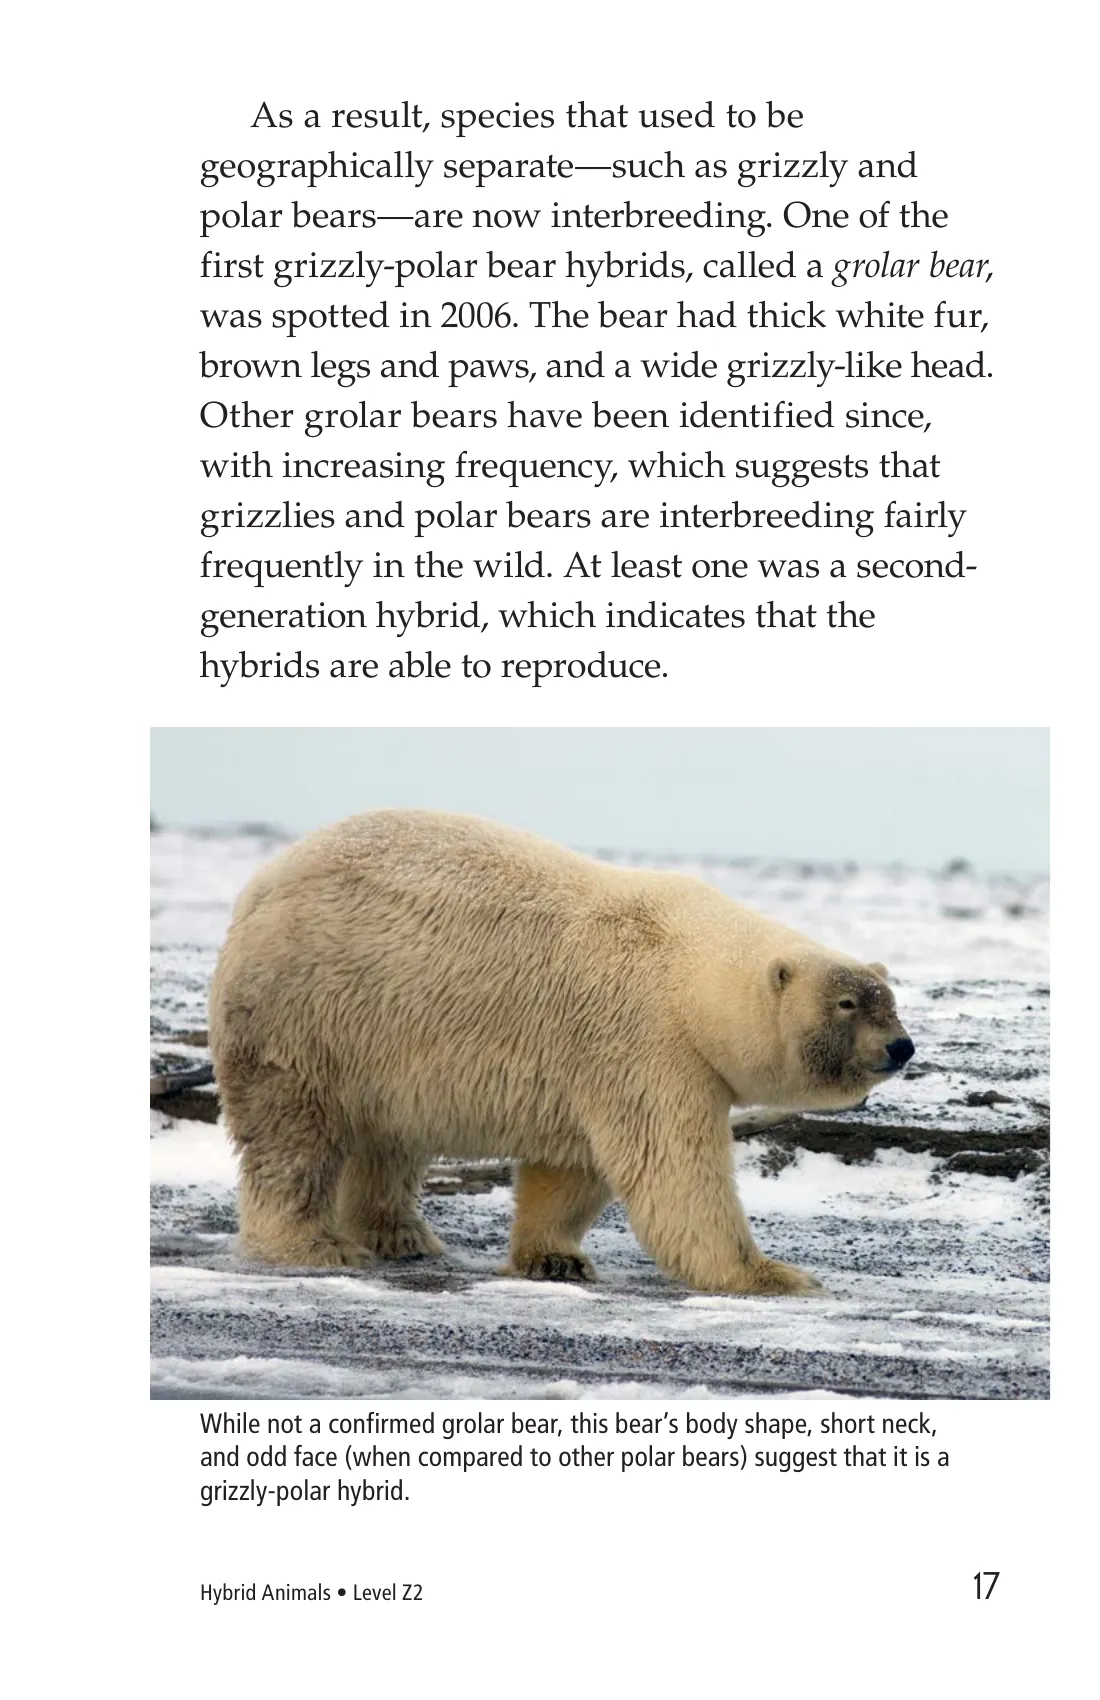 As a result, species that used to be
geographically separate—such as grizzly and
polar bears—are now interbreeding. One of the
first grizzly-polar bear hybrids, called a grolar bear,
was spotted in 2006. The bear had thick white fur,
brown legs and paws, and a wide grizzly-like head.
Other grolar bears have been identified since,
with increasing frequency, which suggests that
grizzlies and polar bears are interbreeding fairly
frequently in the wild. At least one was a second-
generation hybrid, which indicates that the
hybrids are able to reproduce.
While not a confirmed grolar bear, this bear’s body shape, short neck,
and odd face (when compared to other polar bears) suggest that it is a
grizzly-polar hybrid.
Hybrid Animals • Level Z2
17